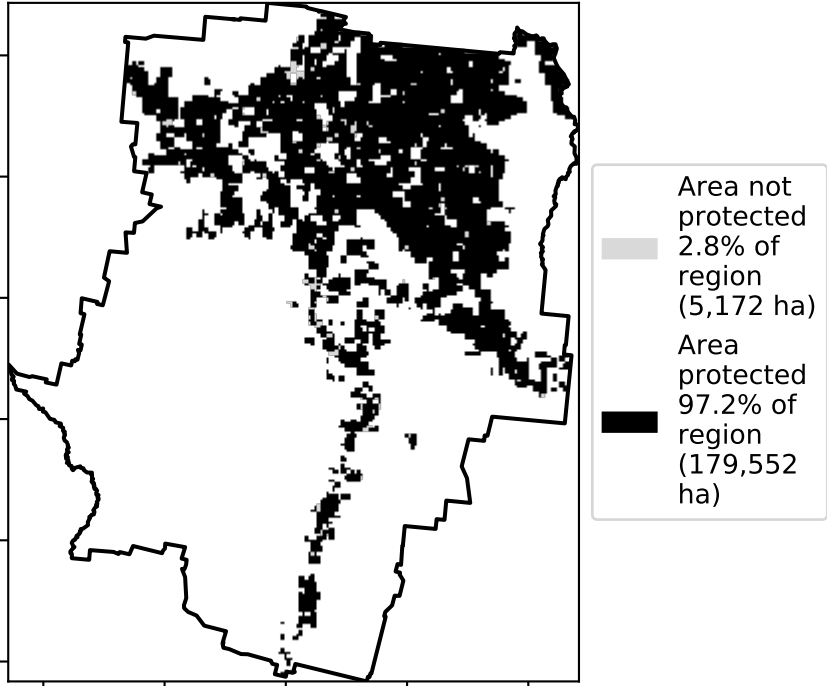 Area not
protected
2.8% of
region
(5,172 ha)
Area
protected
97.2% of
region
(179,552
ha)